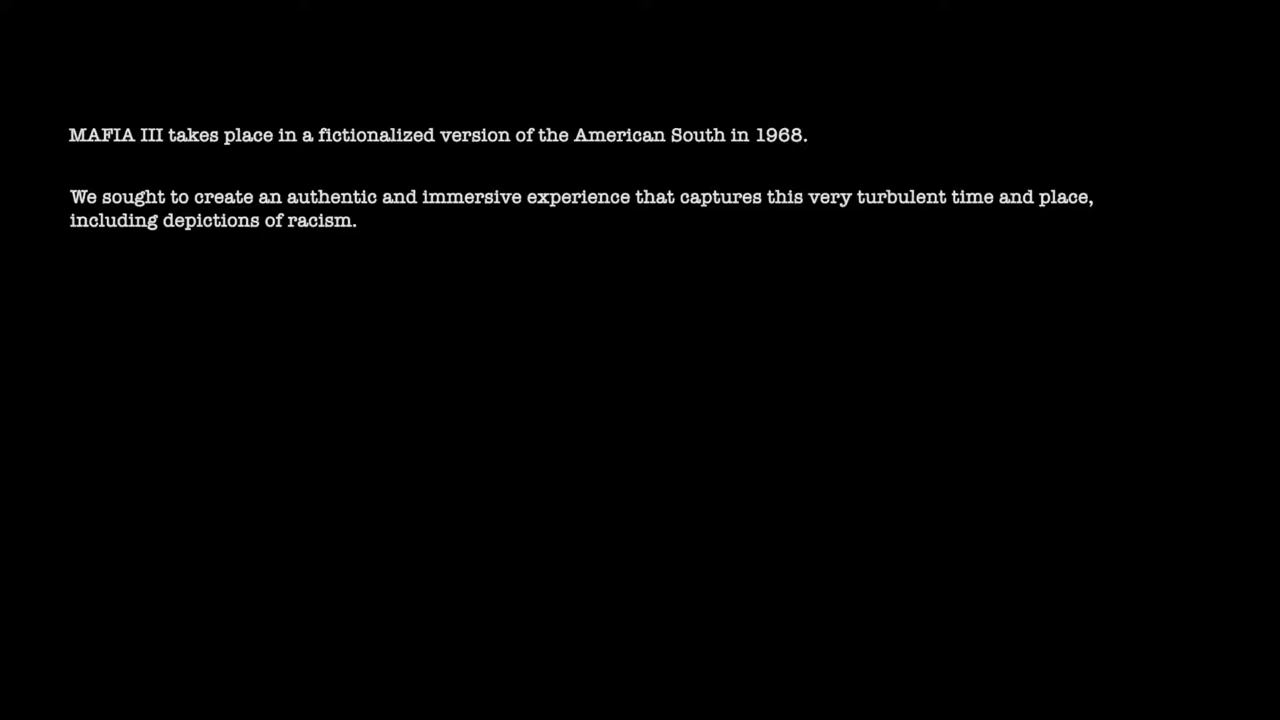 MAFIA III takes place in a fictionalized version of the American South in 1968.
We sought to create an authentic and immersive experience that captures this very turbulent time and place,
including depictions of racism.